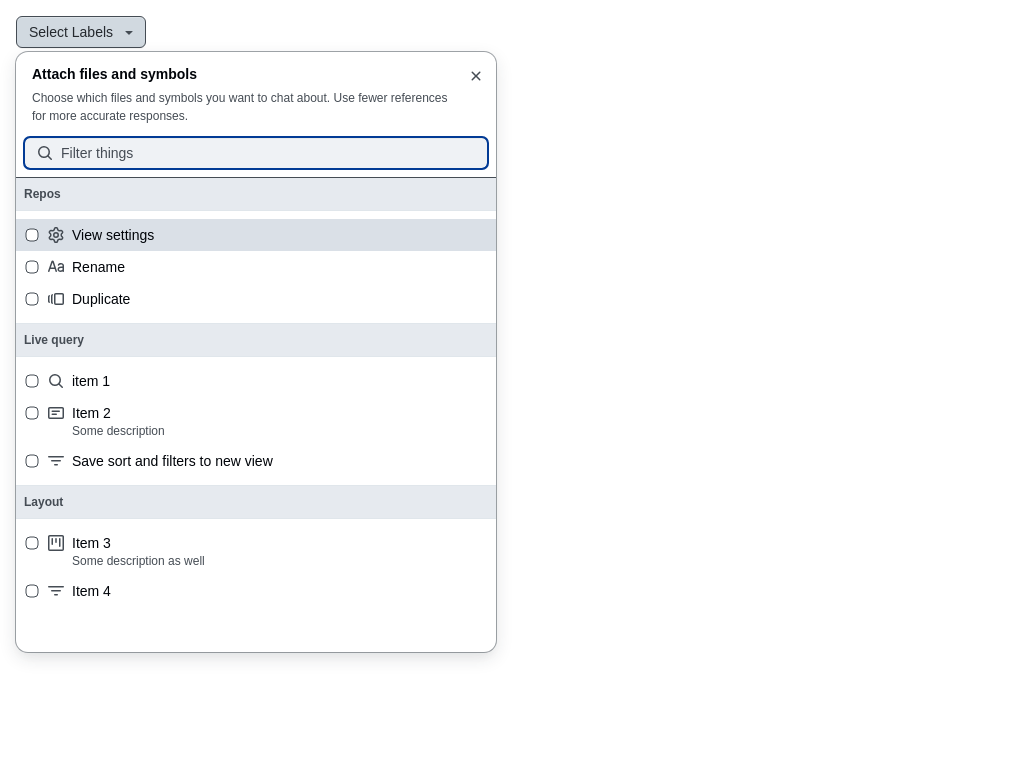 Select Labels
Attach files and symbols
Choose which files and symbols you want to chat about. Use fewer references
for more accurate responses.
Filter things
Repos
View settings
Rename
Duplicate
Live query
item 1
Item 2
Some description
Save sort and filters to new view
Layout
Item 3
Some description as well
Item 4